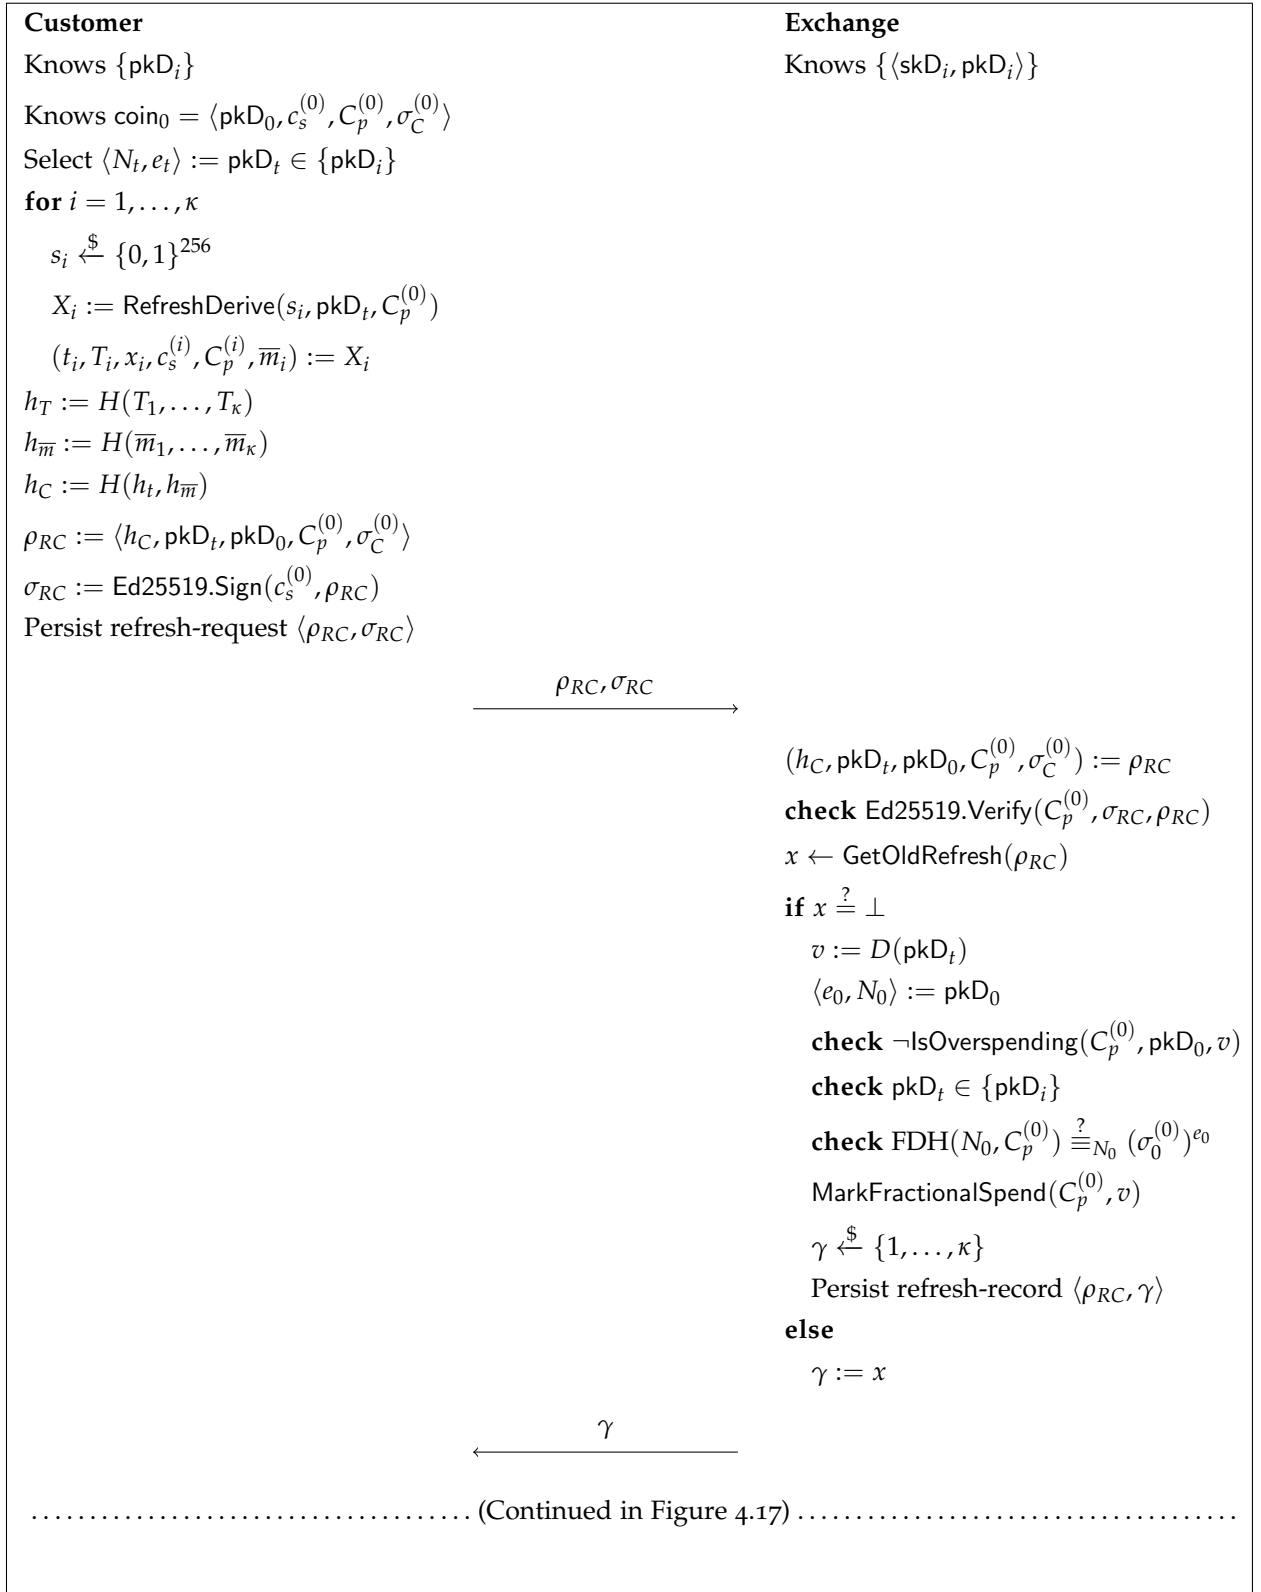 Customer
Knows {pkD_i}
Knows coin_0 = ⟨pkD_0, c_s^(0), C_p^(0), σ_C^(0)⟩
Select ⟨N_t, e_t⟩ := pkD_t ∈ {pkD_i}
for i = 1, . . . , κ
s_i ←$ {0, 1}^256
X_i := RefreshDerive(s_i, pkD_t, C_p^(0))
(t_i, T_i, x_i, c_s^(i), C_p^(i), m̅_i) := X_i
h_T := H(T_1, . . . , T_κ)
h_m̅ := H(m̅_1, . . . , m̅_κ)
h_C := H(h_t, h_m̅)
ρ_RC := ⟨h_C, pkD_t, pkD_0, C_p^(0), σ_C^(0)⟩
σ_RC := Ed25519.Sign(c_s^(0), ρ_RC)
Persist refresh-request ⟨ρ_RC, σ_RC⟩
Exchange
Knows {⟨skD_i, pkD_i⟩}
ρ_RC, σ_RC
(h_C, pkD_t, pkD_0, C_p^(0), σ_C^(0)) := ρ_RC
check Ed25519.Verify(C_p^(0), σ_RC, ρ_RC)
x ← GetOldRefresh(ρ_RC)
if x ≟ ⊥
v := D(pkD_t)
⟨e_0, N_0⟩ := pkD_0
check ¬IsOverspending(C_p^(0), pkD_0, v)
check pkD_t ∈ {pkD_i}
check FDH(N_0, C_p^(0)) ≡?_N_0 (σ_0^(0))^e_0
MarkFractionalSpend(C_p^(0), v)
γ ←$ {1, . . . , κ}
Persist refresh-record ⟨ρ_RC, γ⟩
else
γ := x
γ
(Continued in Figure 4.17)